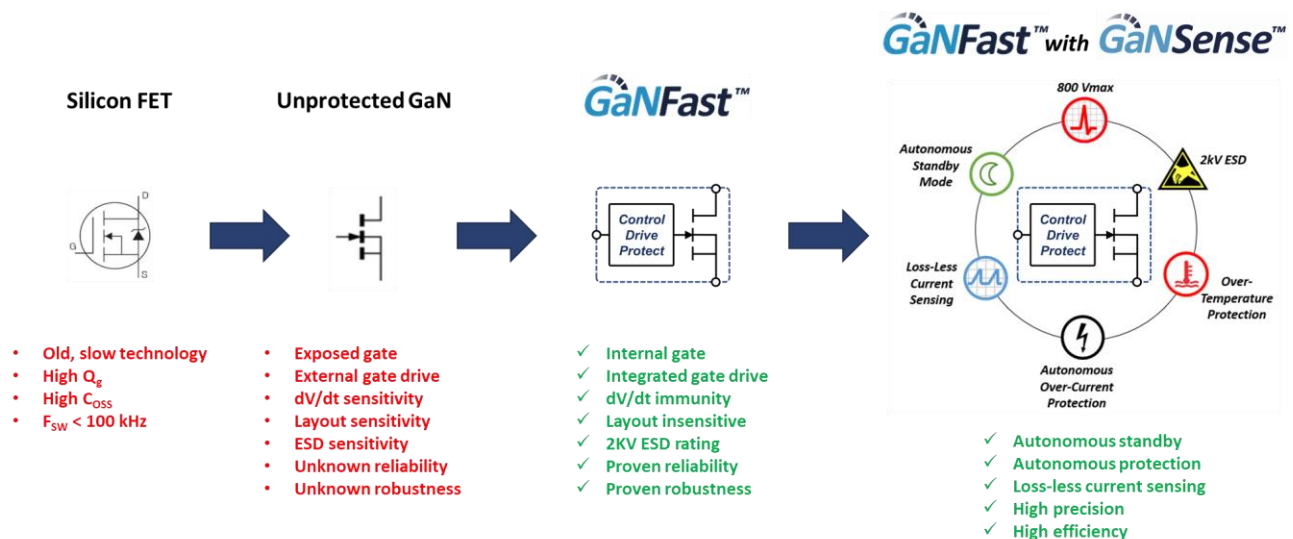 GaNFast™ with GaNSense™
Silicon FET
Unprotected GaN
GaNFast™
D
G
S
Control
Drive
Protect
800 Vmax
2kV ESD
Over-
Temperature
Protection
Autonomous
Over-Current
Protection
Loss-Less
Current
Sensing
Autonomous
Standby
Mode
Control
Drive
Protect
• Old, slow technology
• High Qg
• High COSS
• FSW < 100 kHz
• Exposed gate
• External gate drive
• dV/dt sensitivity
• Layout sensitivity
• ESD sensitivity
• Unknown reliability
• Unknown robustness
✓ Internal gate
✓ Integrated gate drive
✓ dV/dt immunity
✓ Layout insensitive
✓ 2KV ESD rating
✓ Proven reliability
✓ Proven robustness
✓ Autonomous standby
✓ Autonomous protection
✓ Loss-less current sensing
✓ High precision
✓ High efficiency